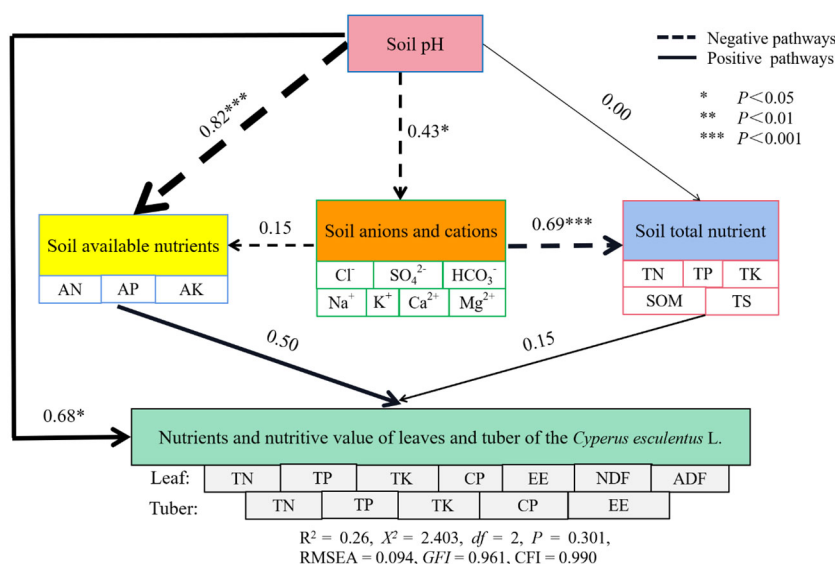 Soil pH
Negative pathways
Positive pathways
* P<0.05
** P<0.01
*** P<0.001
0.82***
0.43*
0.00
Soil available nutrients
0.15
Soil anions and cations
0.69***
Soil total nutrient
AN AP AK
Cl⁻ SO₄²⁻ HCO₃⁻
TN TP TK
Na⁺ K⁺ Ca²⁺ Mg²⁺
SOM TS
0.50
0.15
0.68*
Nutrients and nutritive value of leaves and tuber of the Cyperus esculentus L.
Leaf: TN TP TK CP EE NDF ADF
Tuber: TN TP TK CP EE
R² = 0.26, X² = 2.403, df = 2, P = 0.301,
RMSEA = 0.094, GFI = 0.961, CFI = 0.990